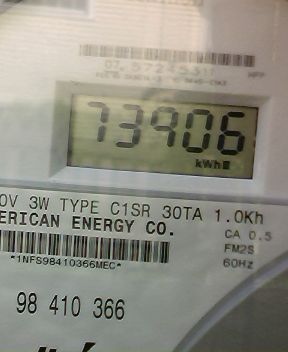 73906
kWh
0V 3W TYPE C1SR 30TA 1.0Kh
ERICAN ENERGY CO.
CA 0.5
FM2S
*1NFS98410366MEC*
60Hz
98 410 366